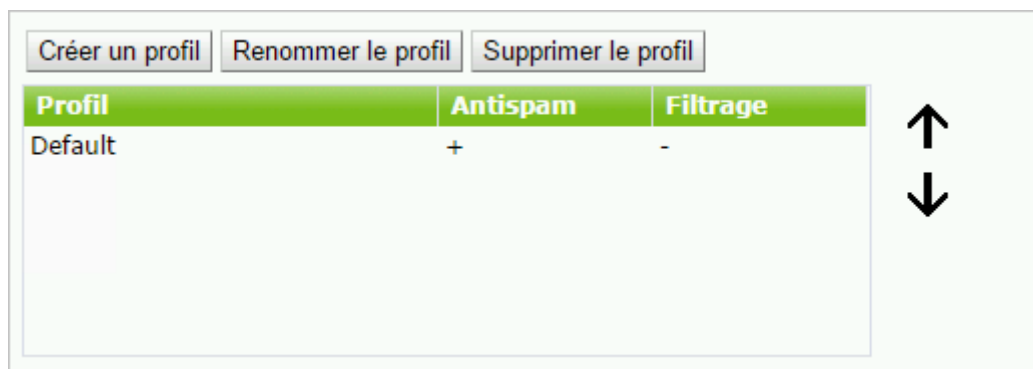 Créer un profil Renommer le profil Supprimer le profil
Profil Antispam Filtrage
Default + -